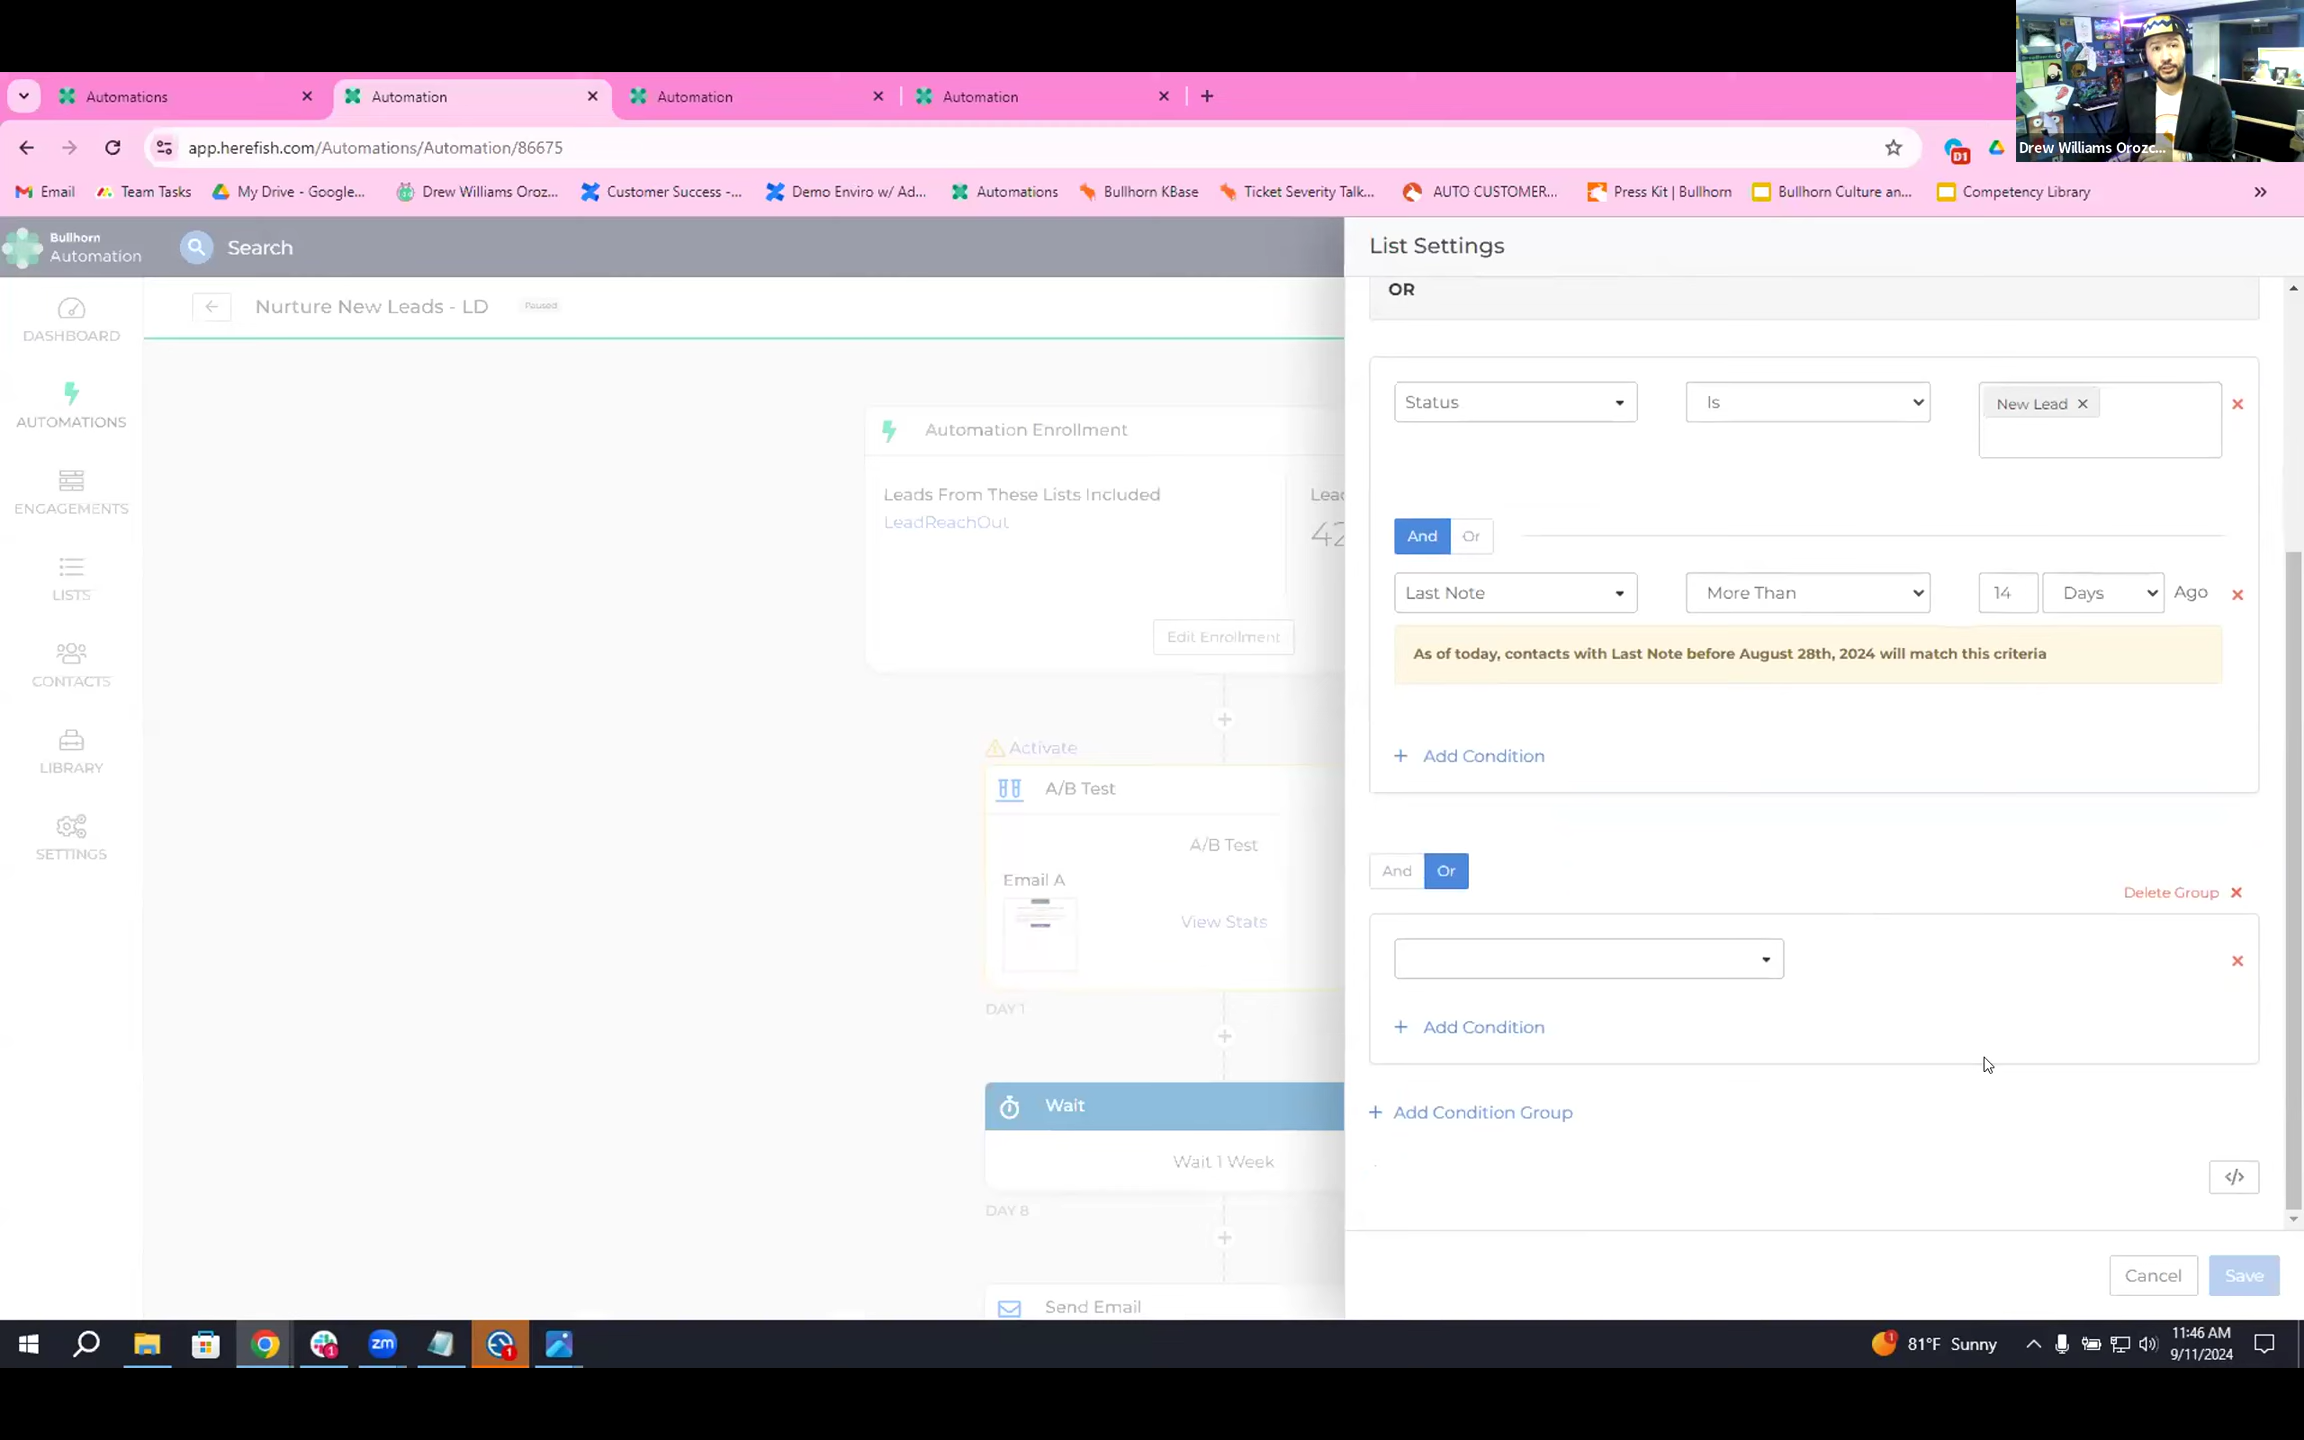 Automations
Automation
Automation
Automation
app.herefish.com/Automations/Automation/86675
D1
Drew Williams Orozc...
Email
Team Tasks
My Drive - Google...
Drew Williams Oroz...
Customer Success -...
Demo Enviro w/ Ad...
Automations
Bullhorn KBase
Ticket Severity Talk...
AUTO CUSTOMER...
Press Kit | Bullhorn
Bullhorn Culture an...
Competency Library
Bullhorn
Automation
Search
List Settings
DASHBOARD
AUTOMATIONS
ENGAGEMENTS
LISTS
CONTACTS
LIBRARY
SETTINGS
Nurture New Leads - LD
Paused
Automation Enrollment
Leads From These Lists Included
LeadReachOut
Lead
42
Edit Enrollment
Activate
A/B Test
A/B Test
Email A
View Stats
DAY 1
Wait
Wait 1 Week
DAY 8
Send Email
OR
Status
Is
New Lead
And
Or
Last Note
More Than
14
Days
Ago
As of today, contacts with Last Note before August 28th, 2024 will match this criteria
+ Add Condition
And
Or
Delete Group
+ Add Condition
+ Add Condition Group
</>
Cancel
Save
zm
81°F Sunny
11:46 AM
9/11/2024